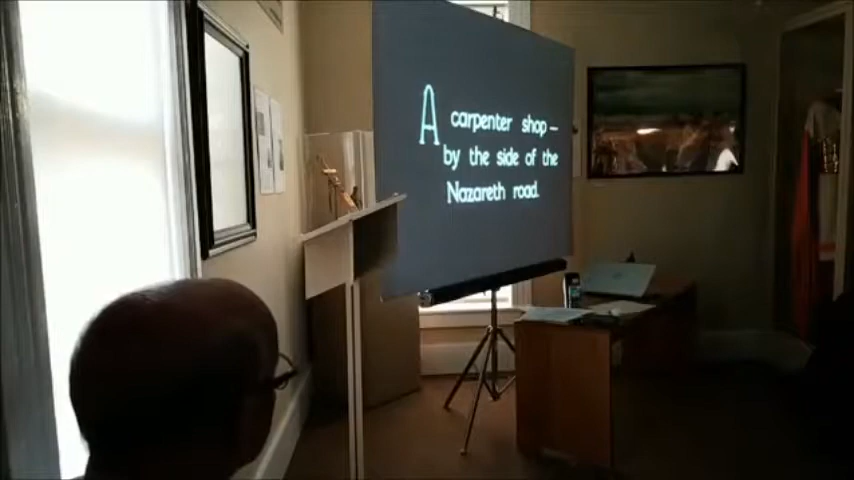 A carpenter shop—
by the side of the
Nazareth road.